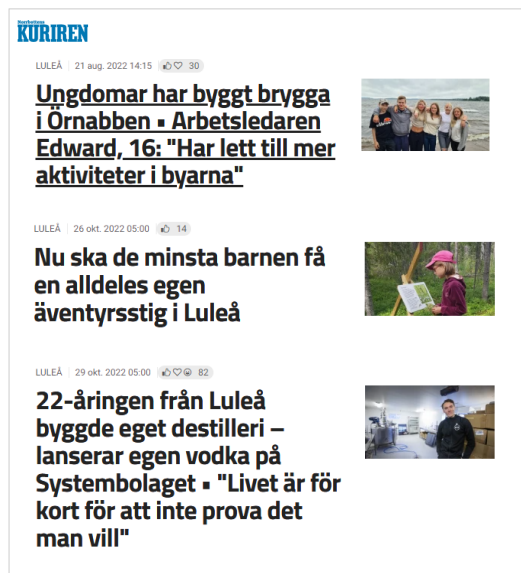 Norrbottens
KURIREN
LULEÅ | 21 aug. 2022 14:15 30
Ungdomar har byggt brygga
i Örnabben ▪ Arbetsledaren
Edward, 16: "Har lett till mer
aktiviteter i byarna"
LULEÅ | 26 okt. 2022 05:00 14
Nu ska de minsta barnen få
en alldeles egen
äventyrsstig i Luleå
LULEÅ | 29 okt. 2022 05:00 82
22-åringen från Luleå
byggde eget destilleri –
lanserar egen vodka på
Systembolaget ▪ "Livet är för
kort för att inte prova det
man vill"